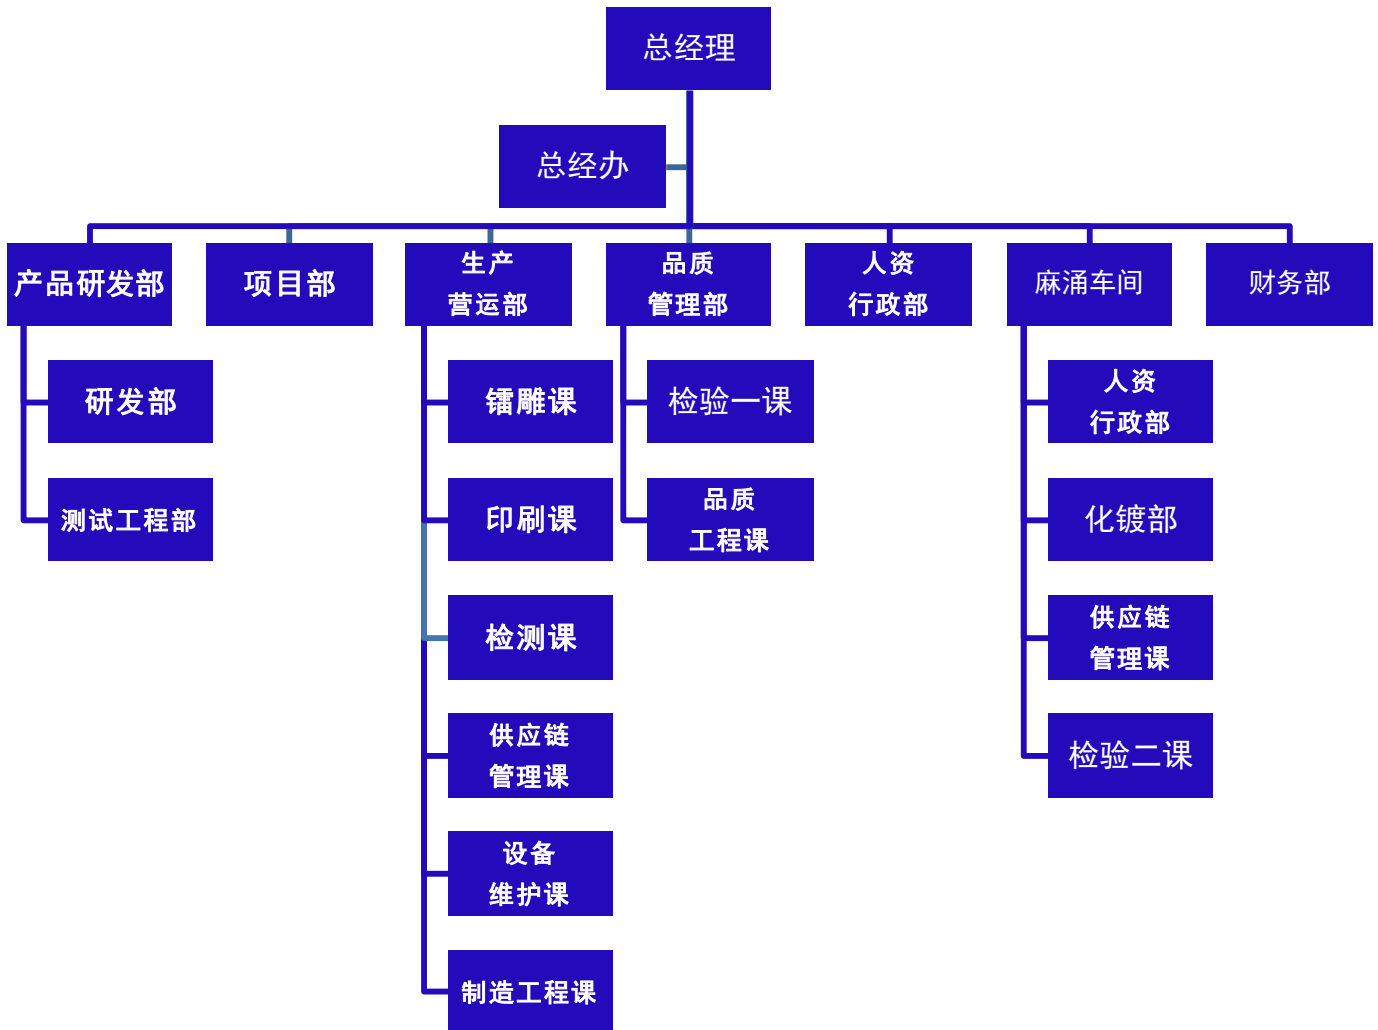 总经理
总经办
产品研发部
项目部
生产
营运部
品质
管理部
人资
行政部
麻涌车间
财务部
研发部
测试工程部
镭雕课
印刷课
检测课
供应链
管理课
设备
维护课
制造工程课
检验一课
品质
工程课
人资
行政部
化镀部
供应链
管理课
检验二课